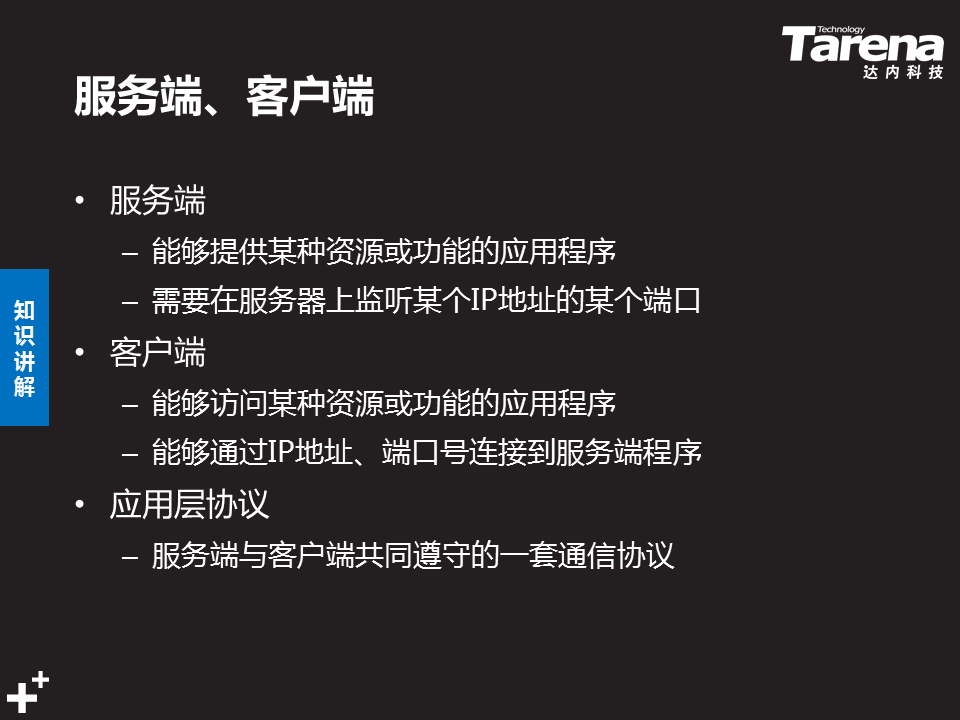 Technology
Tarena
达内科技
服务端、客户端
• 服务端
– 能够提供某种资源或功能的应用程序
– 需要在服务器上监听某个IP地址的某个端口
• 客户端
– 能够访问某种资源或功能的应用程序
– 能够通过IP地址、端口号连接到服务端程序
• 应用层协议
– 服务端与客户端共同遵守的一套通信协议
知识讲解